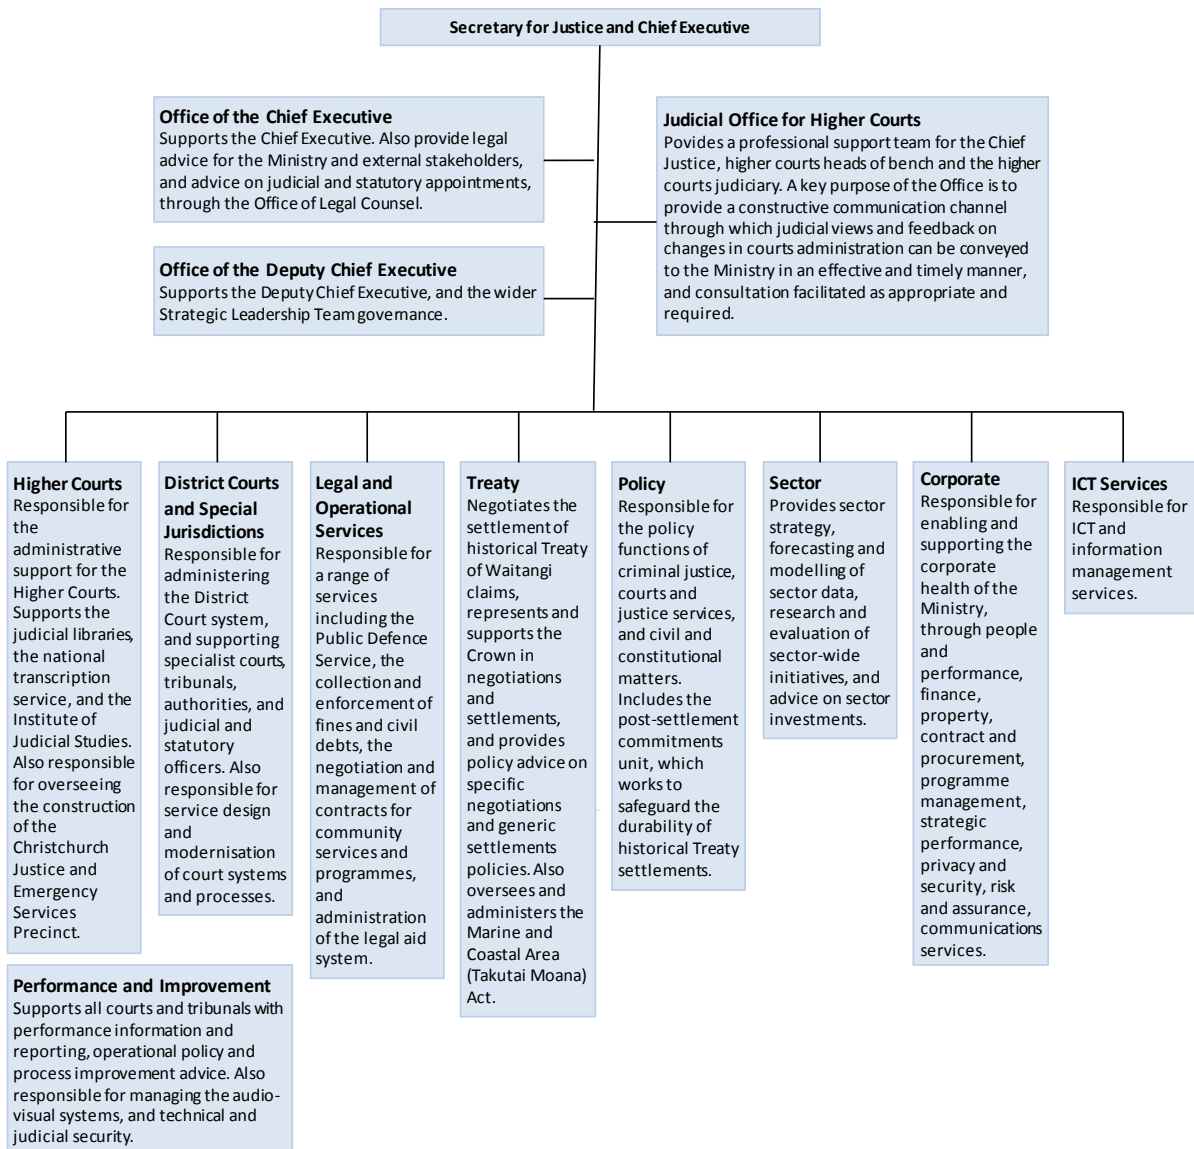 Secretary for Justice and Chief Executive
Office of the Chief Executive
Supports the Chief Executive. Also provide legal
advice for the Ministry and external stakeholders,
and advice on judicial and statutory appointments,
through the Office of Legal Counsel.
Judicial Office for Higher Courts
Povides a professional support team for the Chief
Justice, higher courts heads of bench and the higher
courts judiciary. A key purpose of the Office is to
provide a constructive communication channel
through which judicial views and feedback on
changes in courts administration can be conveyed
to the Ministry in an effective and timely manner,
and consultation facilitated as appropriate and
required.
Office of the Deputy Chief Executive
Supports the Deputy Chief Executive, and the wider
Strategic Leadership Team governance.
Higher Courts
Responsible for
the
administrative
support for the
Higher Courts.
Supports the
judicial libraries,
the national
transcription
service, and the
Institute of
Judicial Studies.
Also responsible
for overseeing
the construction
of the
Christchurch
Justice and
Emergency
Services
Precinct.
District Courts
and Special
Jurisdictions
Responsible for
administering
the District
Court system,
and supporting
specialist courts,
tribunals,
authorities, and
judicial and
statutory
officers. Also
responsible for
service design
and
modernisation
of court systems
and processes.
Legal and
Operational
Services
Responsible for
a range of
services
including the
Public Defence
Service, the
collection and
enforcement of
fines and civil
debts, the
negotiation and
management of
contracts for
community
services and
programmes,
and
administration
of the legal aid
system.
Treaty
Negotiates the
settlement of
historical Treaty
of Waitangi
claims,
represents and
supports the
Crown in
negotiations
and
settlements,
and provides
policy advice on
specific
negotiations
and generic
settlements
policies. Also
oversees and
administers the
Marine and
Coastal Area
(Takutai Moana)
Act.
Policy
Responsible for
the policy
functions of
criminal justice,
courts and
justice services,
and civil and
constitutional
matters.
Includes the
post-settlement
commitments
unit, which
works to
safeguard the
durability of
historical Treaty
settlements.
Sector
Provides sector
strategy,
forecasting and
modelling of
sector data,
research and
evaluation of
sector-wide
initiatives, and
advice on sector
investments.
Corporate
Responsible for
enabling and
supporting the
corporate
health of the
Ministry,
through people
and
performance,
finance,
property,
contract and
procurement,
programme
management,
strategic
performance,
privacy and
security, risk
and assurance,
communications
services.
ICT Services
Responsible for
ICT and
information
management
services.
Performance and Improvement
Supports all courts and tribunals with
performance information and
reporting, operational policy and
process improvement advice. Also
responsible for managing the audio-
visual systems, and technical and
judicial security.